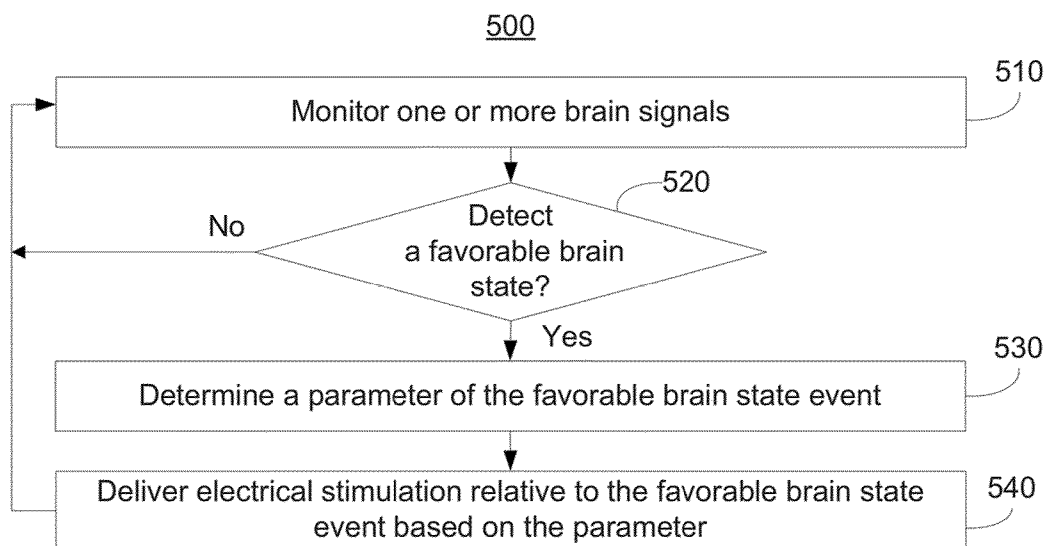 500
510
Monitor one or more brain signals
520
No
Detect
a favorable brain
state?
Yes
530
Determine a parameter of the favorable brain state event
Deliver electrical stimulation relative to the favorable brain state
event based on the parameter
540